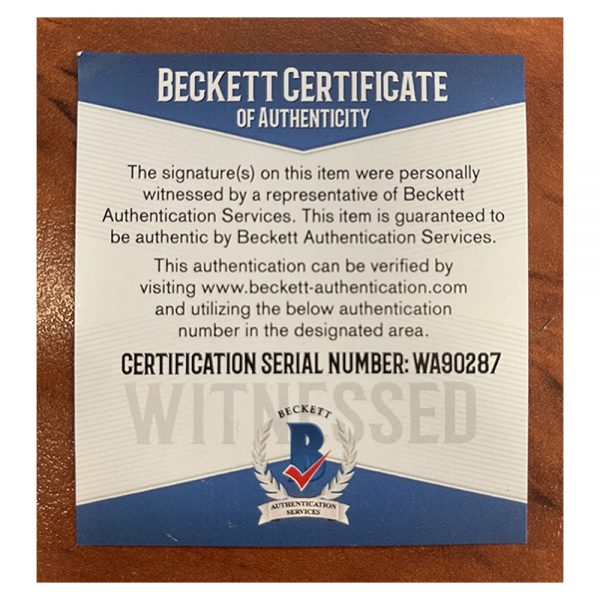 BECKETT CERTIFICATE
OF AUTHENTICITY
The signature(s) on this item were personally
witnessed by a representative of Beckett
Authentication Services. This item is guaranteed to
be authentic by Beckett Authentication Services.
This authentication can be verified by
visiting www.beckett-authentication.com
and utilizing the below authentication
number in the designated area.
CERTIFICATION SERIAL NUMBER: WA90287
WITNESSED
BECKETT
B
AUTHENTICATION
SERVICES